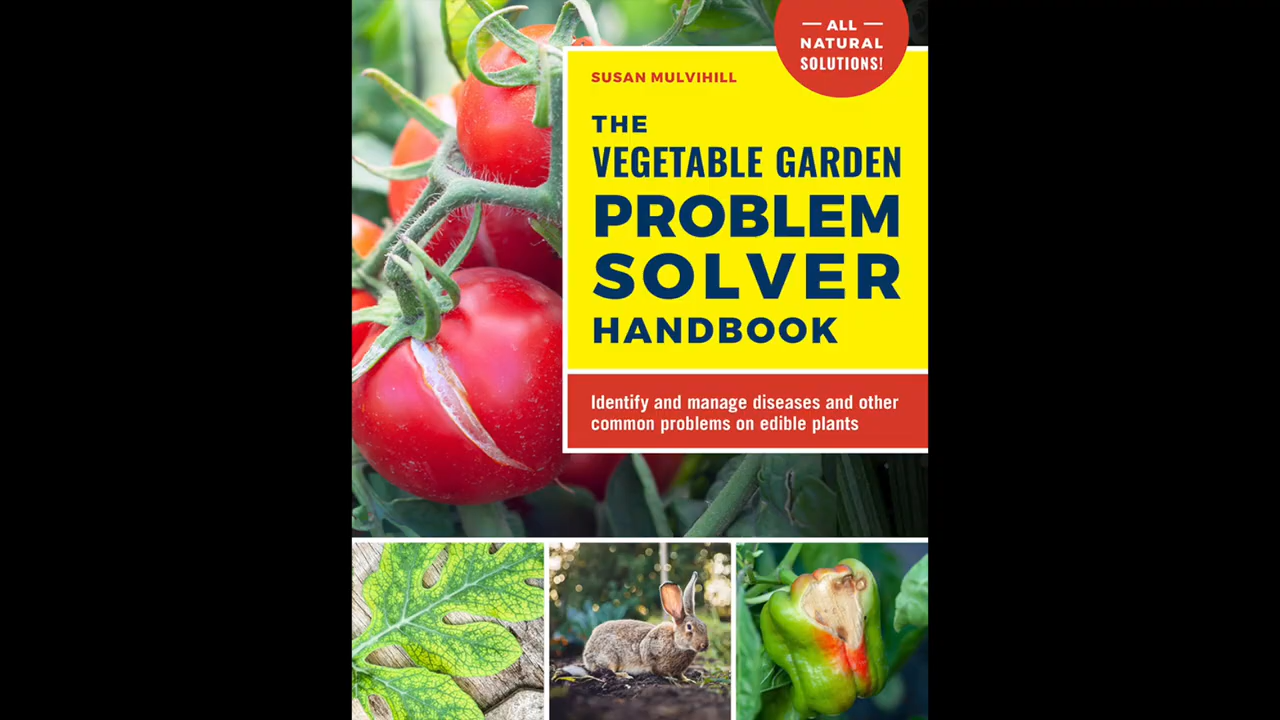 ALL
NATURAL
SOLUTIONS!
SUSAN MULVIHILL
THE
VEGETABLE GARDEN
PROBLEM
SOLVER
HANDBOOK
Identify and manage diseases and other
common problems on edible plants